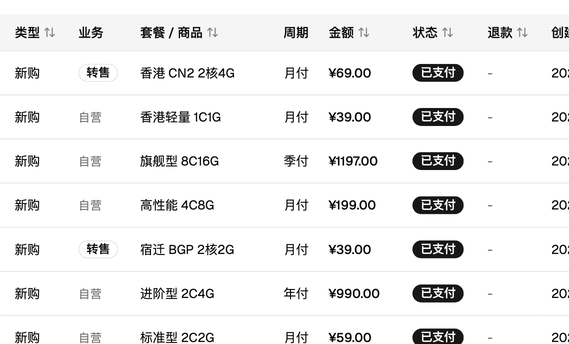 类型 业务 套餐 / 商品 周期 金额 状态 退款
新购 转售 香港 CN2 2核4G 月付 ¥69.00 已支付 -
新购 自营 香港轻量 1C1G 月付 ¥39.00 已支付 -
新购 自营 旗舰型 8C16G 季付 ¥1197.00 已支付 -
新购 自营 高性能 4C8G 月付 ¥199.00 已支付 -
新购 转售 宿迁 BGP 2核2G 月付 ¥39.00 已支付 -
新购 自营 进阶型 2C4G 年付 ¥990.00 已支付 -
新购 自营 标准型 2C2G 月付 ¥59.00 已支付 -